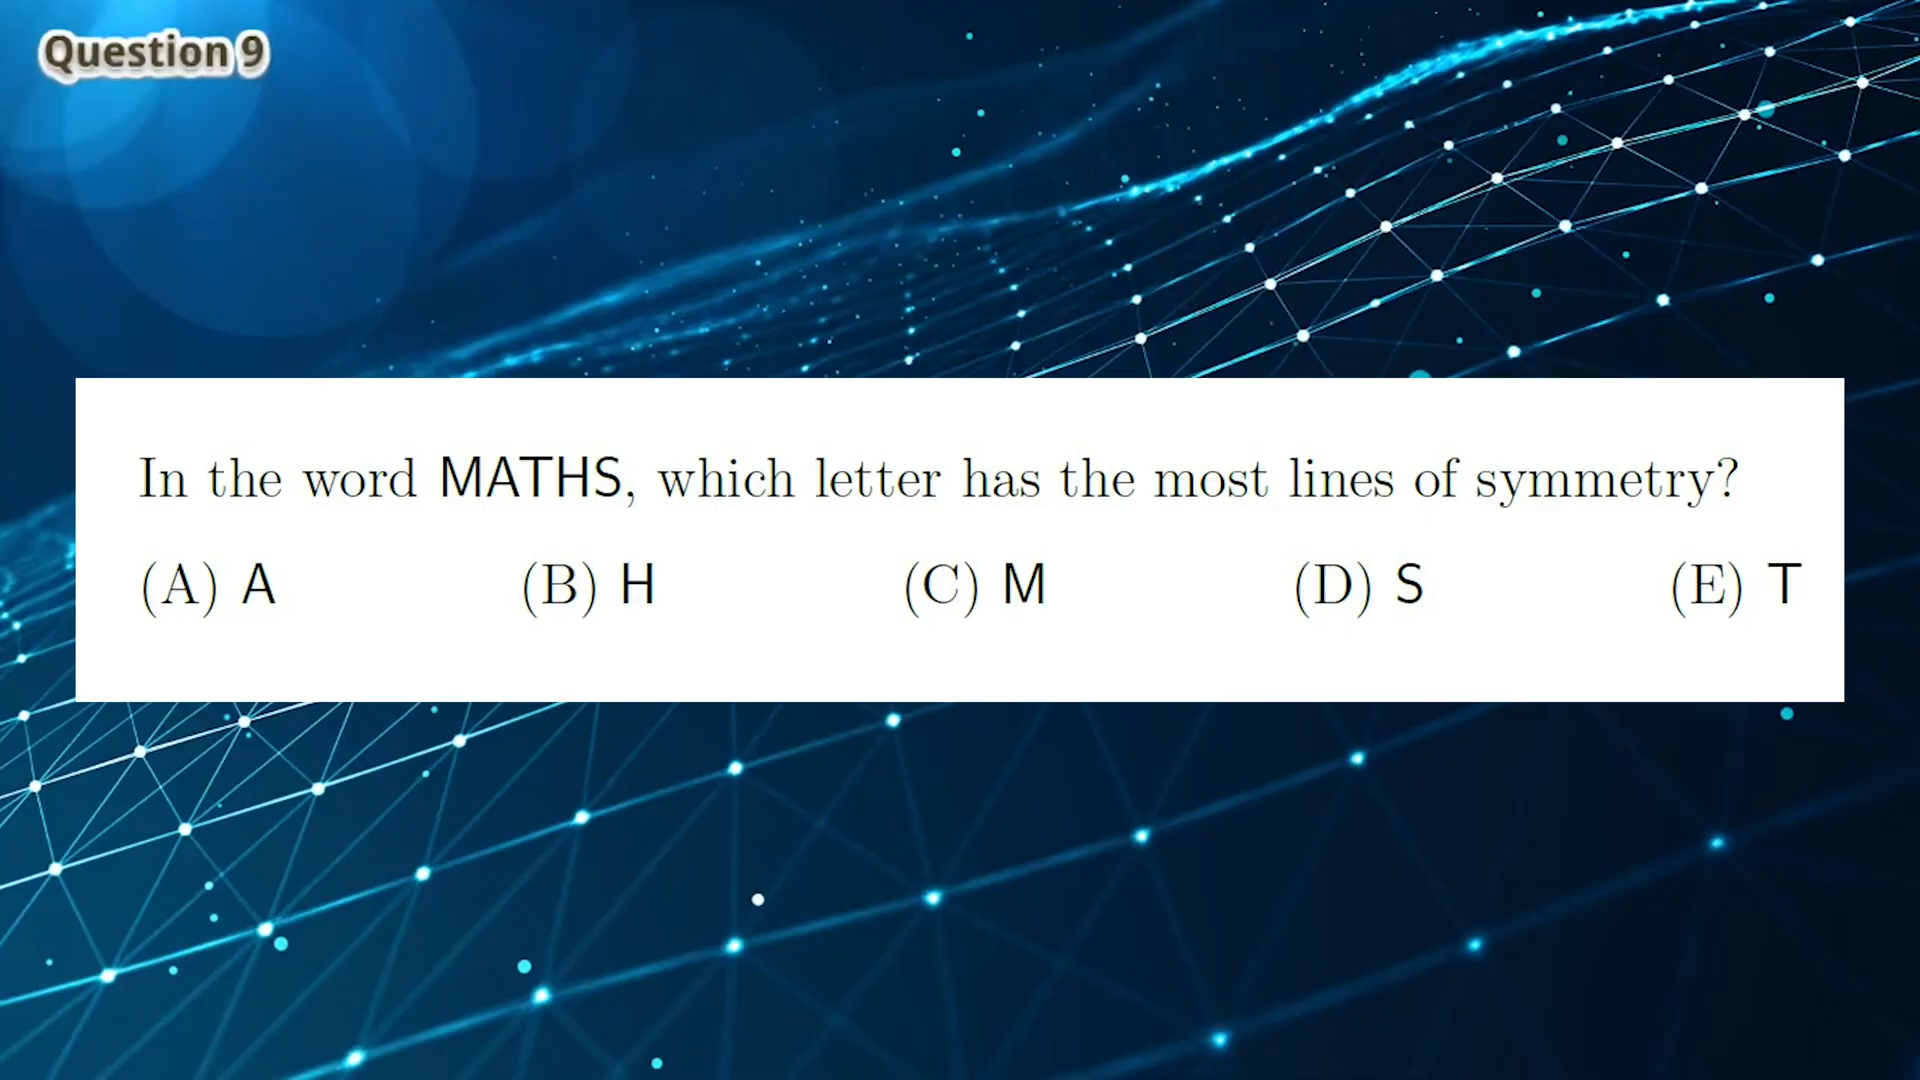 Question 9
In the word MATHS, which letter has the most lines of symmetry?
(A) A (B) H (C) M (D) S (E) T